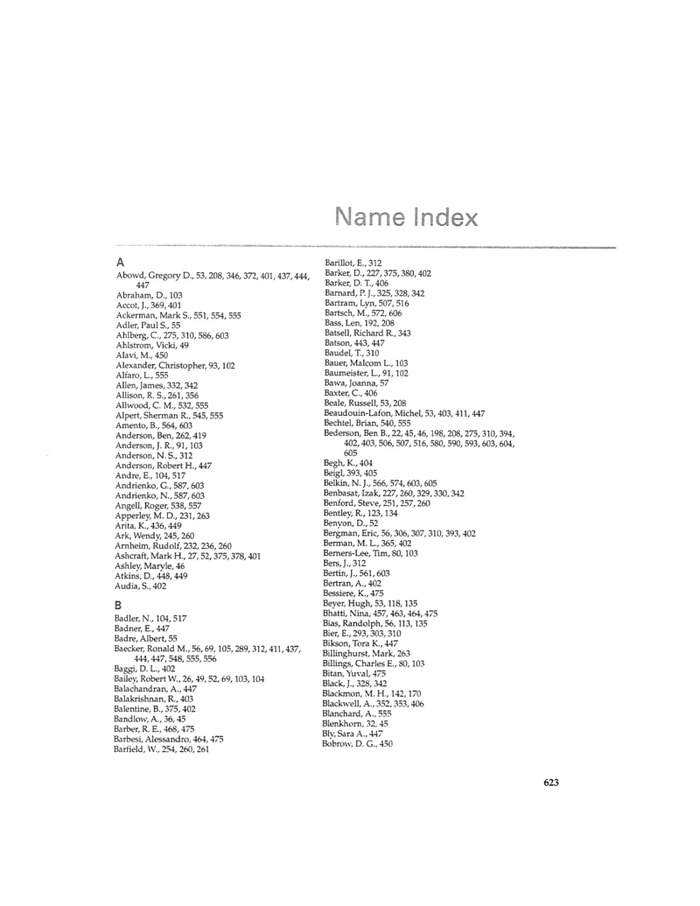 Name Index
A
Abowd, Gregory D., 53, 208, 346, 372, 401, 437, 444,
447
Abraham, D., 103
Accot, J., 369, 401
Ackerman, Mark S., 551, 554, 555
Adler, Paul S., 55
Ahlberg, C., 275, 310, 586, 603
Ahlstrom, Vicki, 49
Alavi, M., 450
Alexander, Christopher, 93, 102
Alfaro, L., 555
Allen, James, 332, 342
Allison, R. S., 261, 356
Allwood, C. M., 532, 555
Alpert, Sherman R., 545, 555
Amento, B., 564, 603
Anderson, Ben, 262, 419
Anderson, J. R., 91, 103
Anderson, N. S., 312
Anderson, Robert H., 447
Andre, E., 104, 517
Andrienko, G., 587, 603
Andrienko, N., 587, 603
Angell, Roger, 538, 557
Apperley, M. D., 231, 263
Arita, K., 436, 449
Ark, Wendy, 245, 260
Arnheim, Rudolf, 232, 236, 260
Ashcraft, Mark H., 27, 52, 375, 378, 401
Ashley, Maryle, 46
Atkins, D., 448, 449
Audia, S., 402
B
Badler, N., 104, 517
Badner, E., 447
Badre, Albert, 55
Baecker, Ronald M., 56, 69, 105, 289, 312, 411, 437,
444, 447, 548, 555, 556
Baggi, D. L., 402
Bailey, Robert W., 26, 49, 52, 69, 103, 104
Balachandran, A., 447
Balakrishnan, R., 403
Balentine, B., 375, 402
Bandlow, A., 36, 45
Barber, R. E., 468, 475
Barbesi, Alessandro, 464, 475
Barfield, W., 254, 260, 261
Barillot, E., 312
Barker, D., 227, 375, 380, 402
Barker, D. T., 406
Barnard, P. J., 325, 328, 342
Bartram, Lyn, 507, 516
Bartsch, M., 572, 606
Bass, Len, 192, 208
Batsell, Richard R., 343
Batson, 443, 447
Baudel, T., 310
Bauer, Malcom L., 103
Baumeister, L., 91, 102
Bawa, Joanna, 57
Baxter, C., 406
Beale, Russell, 53, 208
Beaudouin-Lafon, Michel, 53, 403, 411, 447
Bechtel, Brian, 540, 555
Bederson, Ben B., 22, 45, 46, 198, 208, 275, 310, 394,
402, 403, 506, 507, 516, 580, 590, 593, 603, 604,
605
Begh, K., 404
Beigl, 393, 405
Belkin, N. J., 566, 574, 603, 605
Benbasat, Izak, 227, 260, 329, 330, 342
Benford, Steve, 251, 257, 260
Bentley, R., 123, 134
Benyon, D., 52
Bergman, Eric, 56, 306, 307, 310, 393, 402
Berman, M. L., 365, 402
Berners-Lee, Tim, 80, 103
Bers, J., 312
Bertin, J., 561, 603
Bertran, A., 402
Bessiere, K., 475
Beyer, Hugh, 53, 118, 135
Bhatti, Nina, 457, 463, 464, 475
Bias, Randolph, 56, 113, 135
Bier, E., 293, 303, 310
Bikson, Tora K., 447
Billinghurst, Mark, 263
Billings, Charles E., 80, 103
Bitan, Yuval, 475
Black, J., 328, 342
Blackmon, M. H., 142, 170
Blackwell, A., 352, 353, 406
Blanchard, A., 555
Blenkhorn, 32, 45
Bly, Sara A., 447
Bobrow, D. G., 450
623